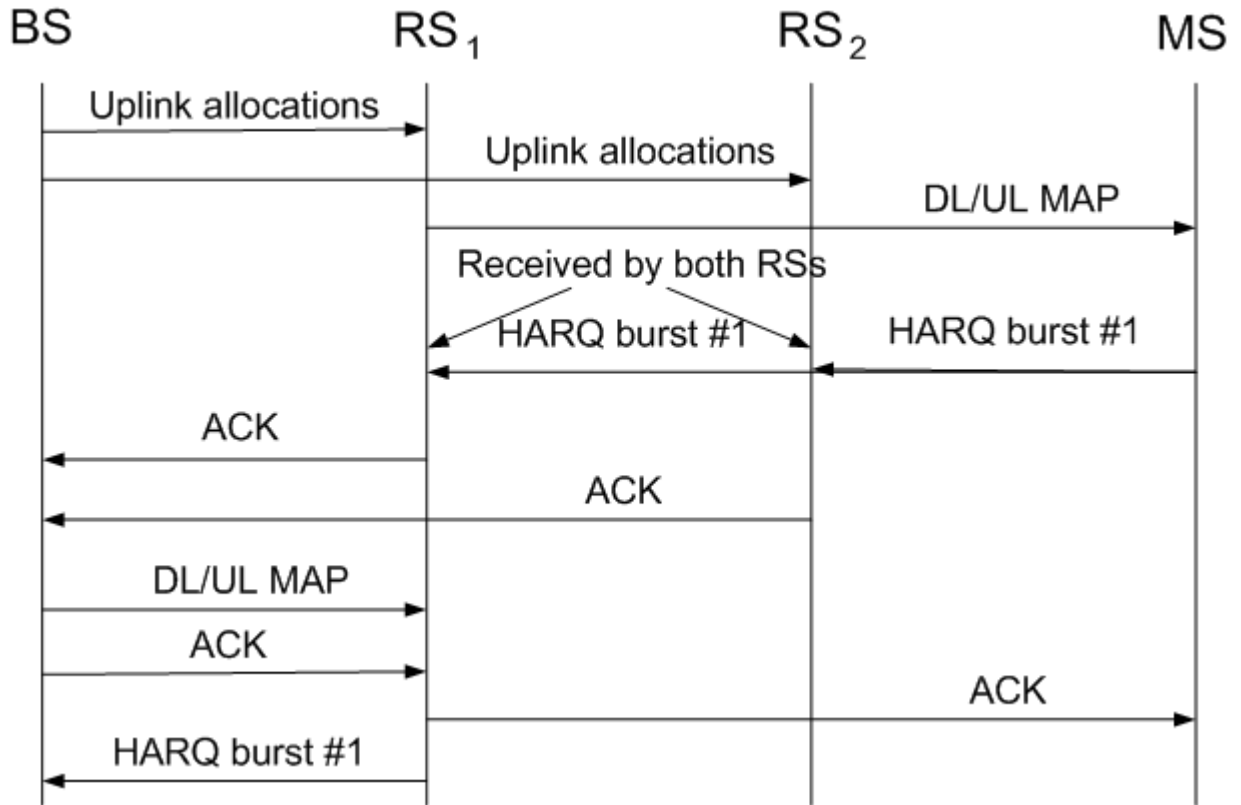 BS RS1 RS2 MS
Uplink allocations
Uplink allocations
DL/UL MAP
Received by both RSs
HARQ burst #1 HARQ burst #1
ACK
ACK
DL/UL MAP
ACK
ACK
HARQ burst #1